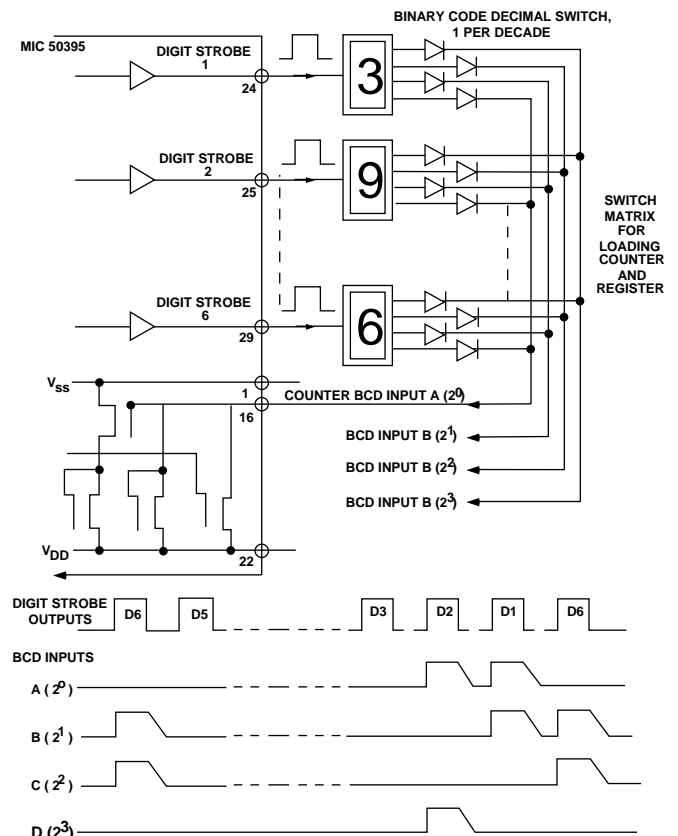 BINARY CODE DECIMAL SWITCH,
1 PER DECADE
MIC 50395
DIGIT STROBE
1
24
3
DIGIT STROBE
2
25
9
SWITCH
MATRIX
FOR
LOADING
COUNTER
AND
REGISTER
DIGIT STROBE
6
29
6
VSS
1
COUNTER BCD INPUT A (2⁰)
16
BCD INPUT B (2¹)
BCD INPUT B (2²)
BCD INPUT B (2³)
VDD
22
DIGIT STROBE
OUTPUTS
D6 D5 D3 D2 D1 D6
BCD INPUTS
A ( 2⁰ )
B ( 2¹ )
C ( 2² )
D (2³)